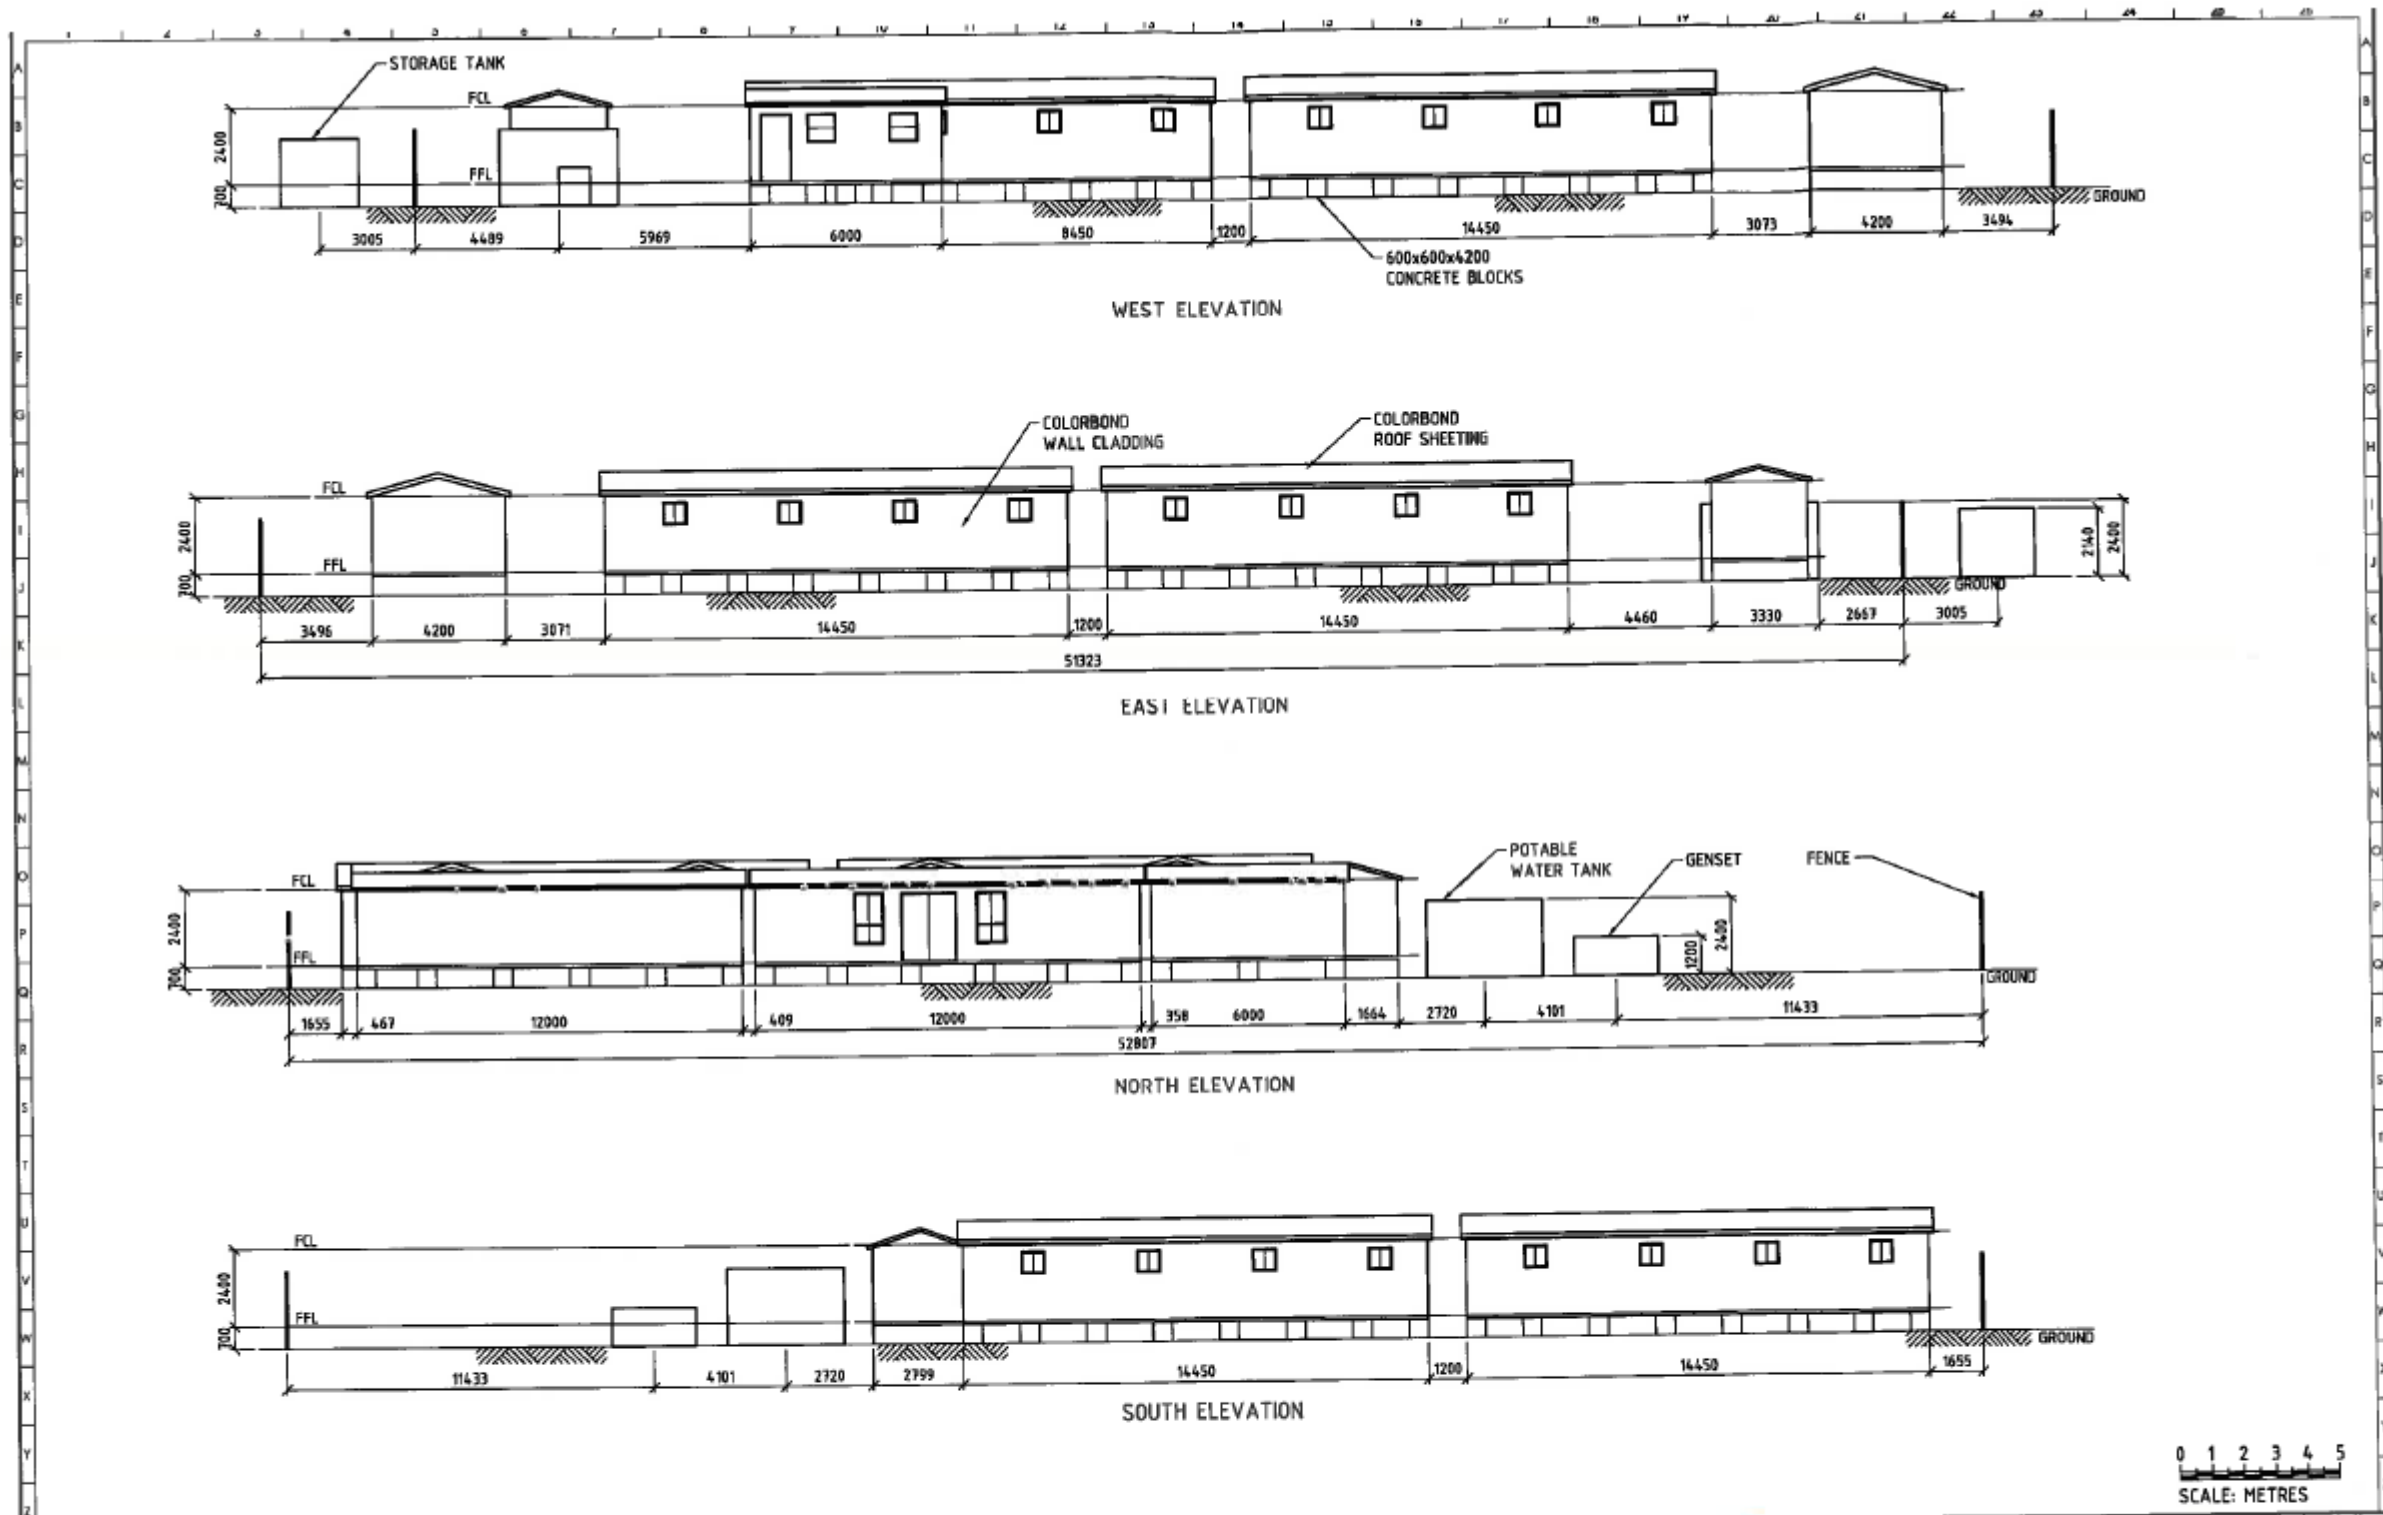 STORAGE TANK
FCL
2400
FFL
700
GROUND
3005 4489 5969 6000 8450 1200 14450 3073 4200 3494
600x600x4200
CONCRETE BLOCKS
WEST ELEVATION
COLORBOND
WALL CLADDING
COLORBOND
ROOF SHEETING
FCL
2400
FFL
700
2140
2400
GROUND
3496 4200 3071 14450 1200 14450 4460 3330 2667 3005
51323
EAST ELEVATION
POTABLE
WATER TANK
GENSET
FENCE
FCL
2400
FFL
700
1200
2400
GROUND
1655 467 12000 409 12000 358 6000 1664 2720 4101 11433
52807
NORTH ELEVATION
FCL
2400
FFL
700
GROUND
11433 4101 2720 2799 14450 1200 14450 1655
SOUTH ELEVATION
0 1 2 3 4 5
SCALE: METRES